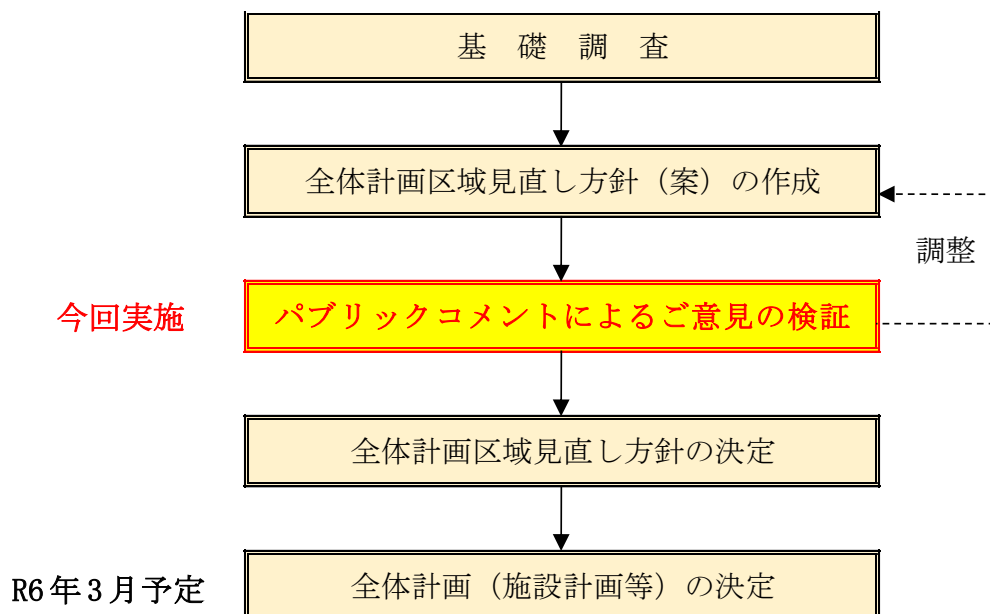 基　礎　調　査
全体計画区域見直し方針（案）の作成
調整
今回実施
パブリックコメントによるご意見の検証
全体計画区域見直し方針の決定
R6年3月予定
全体計画（施設計画等）の決定